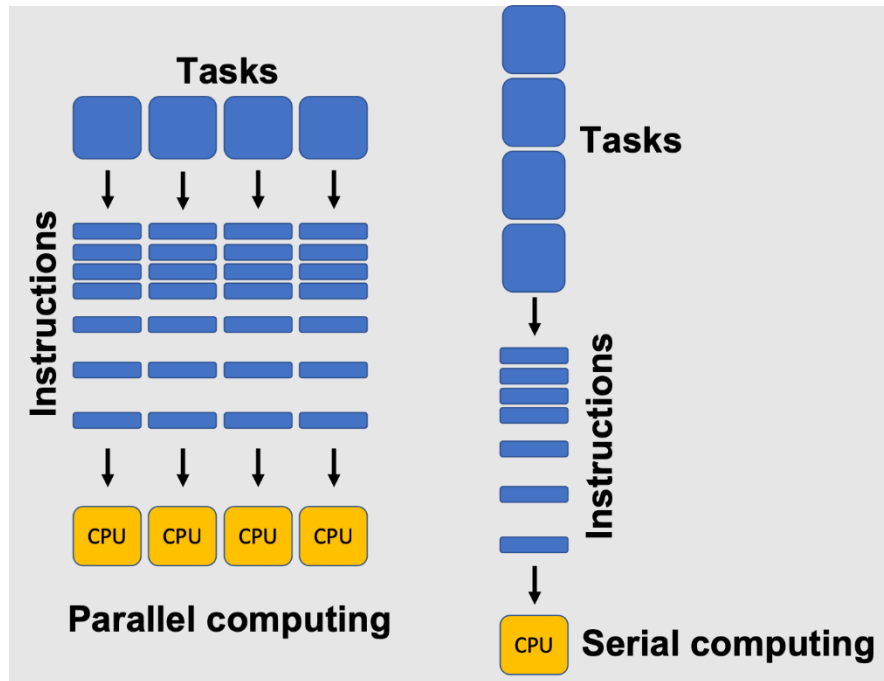 Tasks
Instructions
CPU CPU CPU CPU
Parallel computing
Tasks
Instructions
CPU
Serial computing